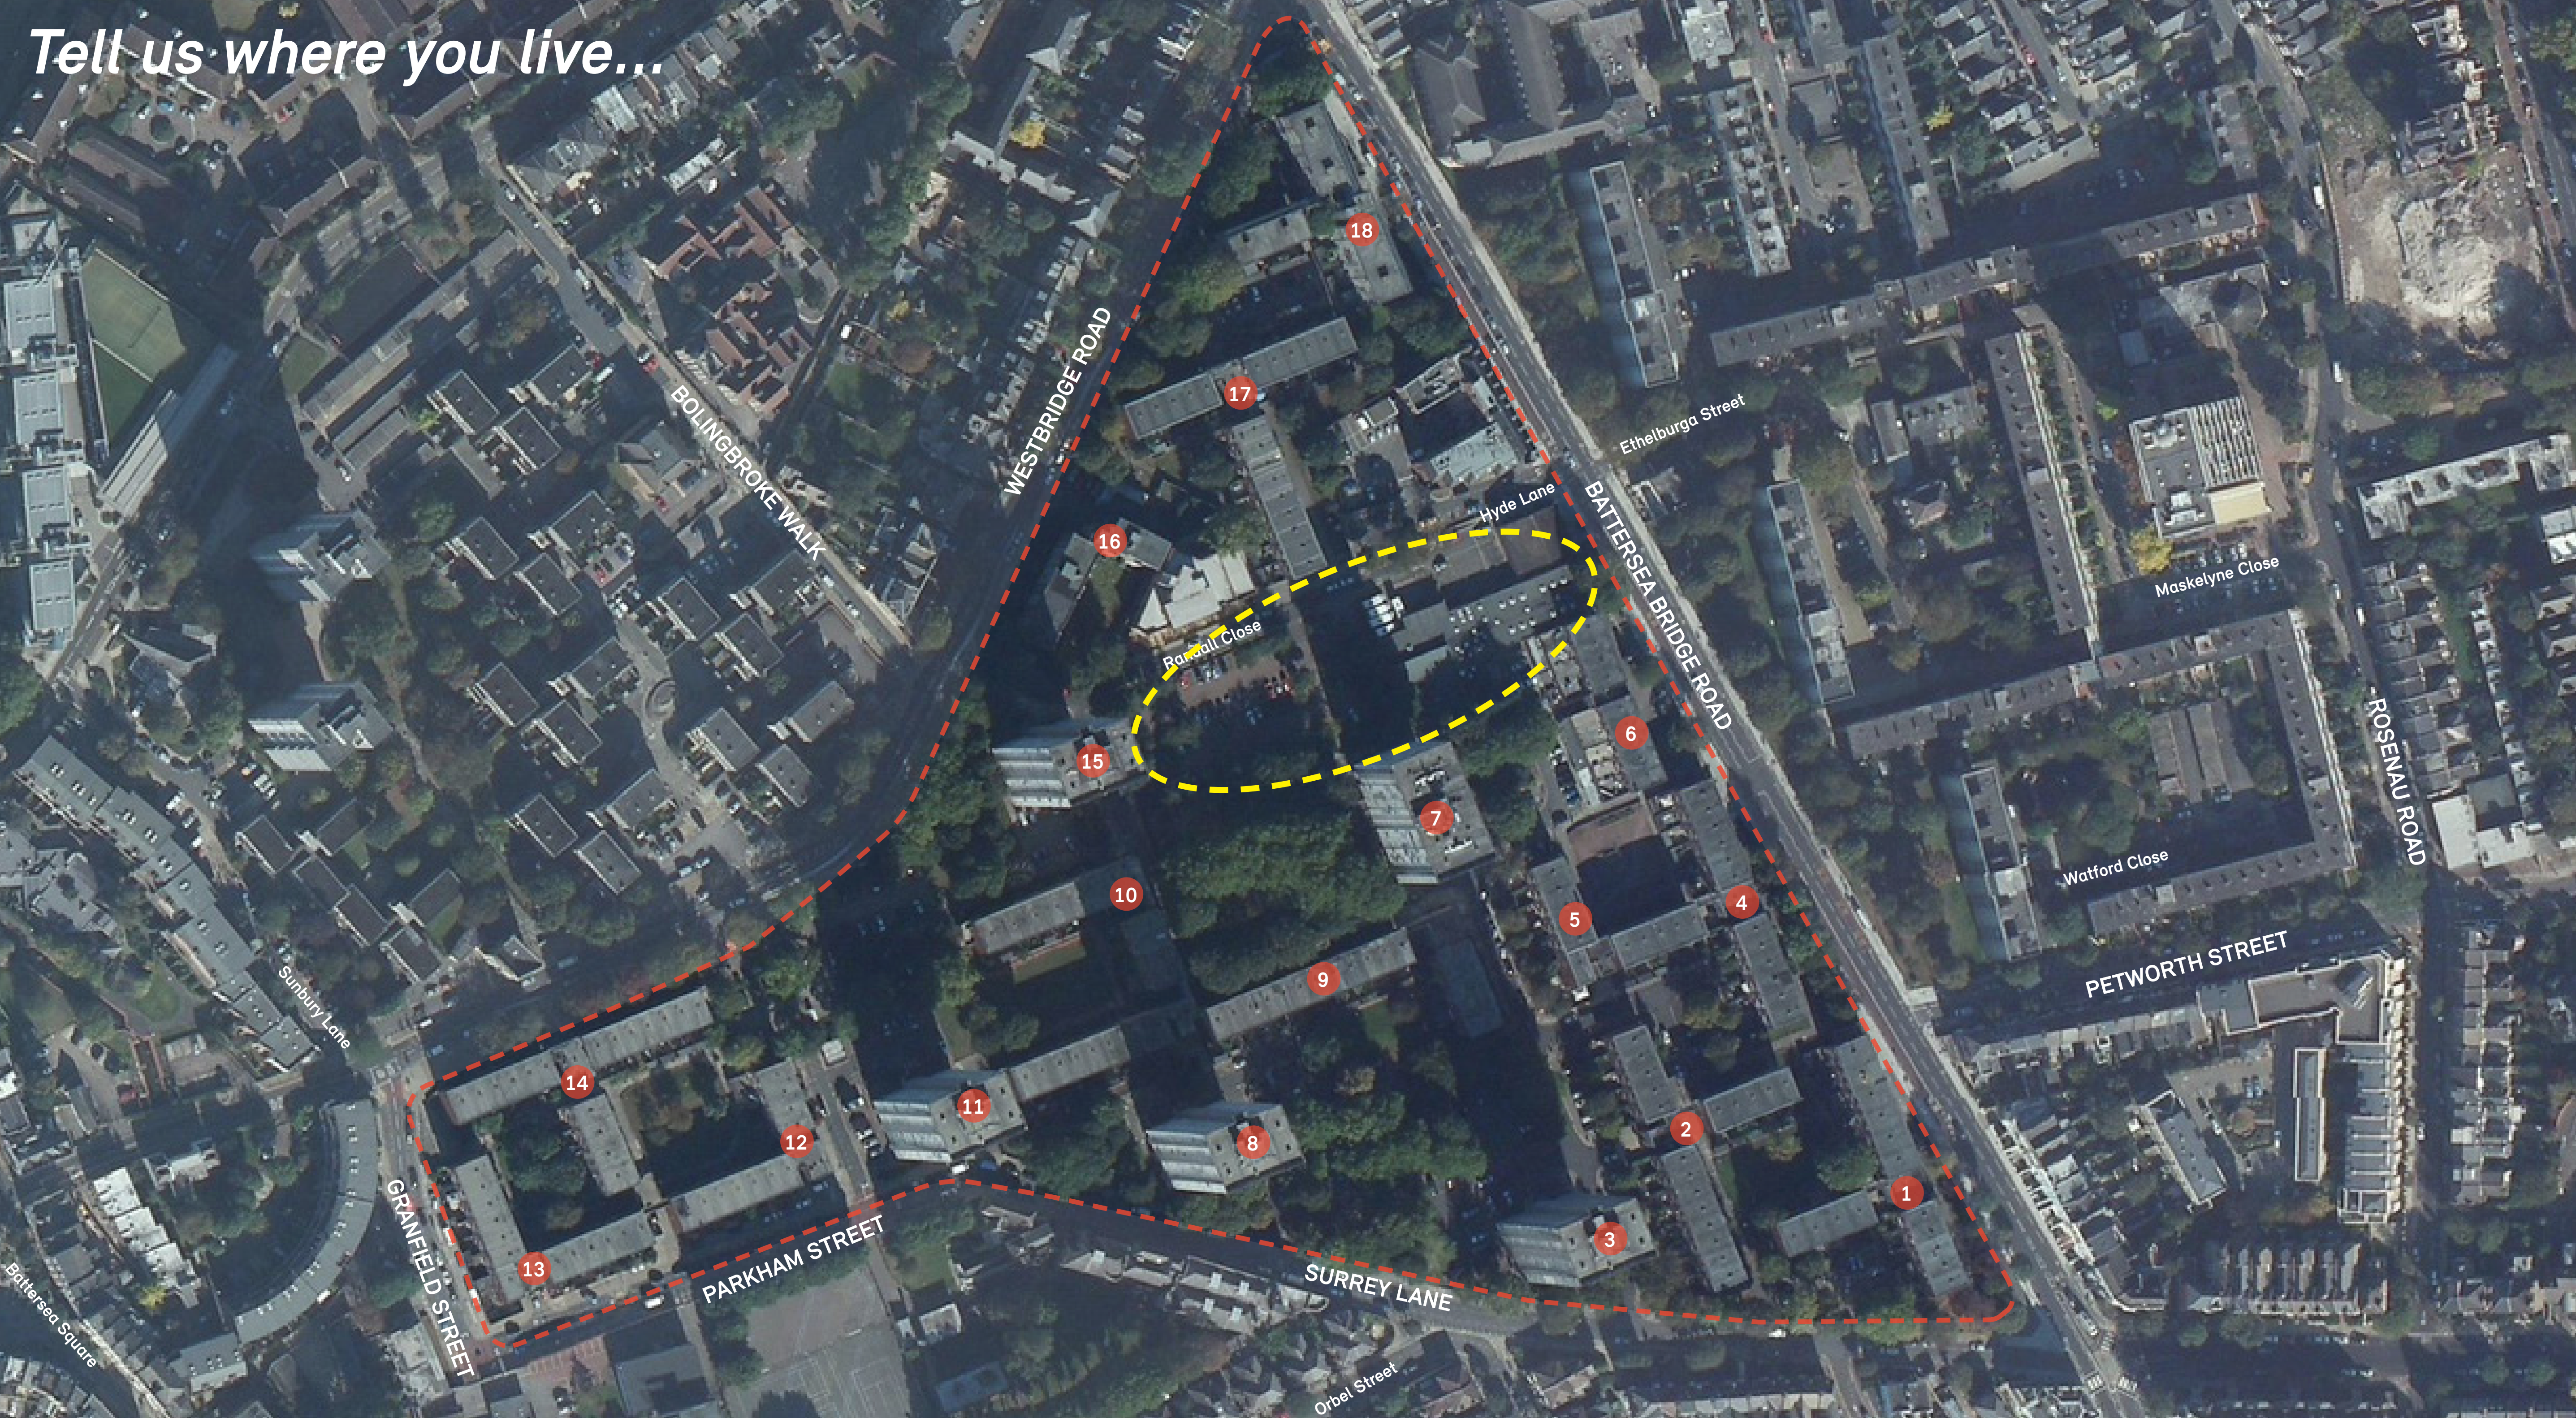 Tell us where you live...
18
WESTBRIDGE ROAD
17
BOLINGBROKE WALK
Ethelburga Street
Hyde Lane
16
BATTERSEA BRIDGE ROAD
Maskelyne Close
Randall Close
6
15
7
ROSENAU ROAD
Watford Close
10
4
5
PETWORTH STREET
9
Sunbury Lane
14
11
12
8
2
1
GRANFIELD STREET
13
PARKHAM STREET
3
SURREY LANE
Battersea Square
Orbel Street